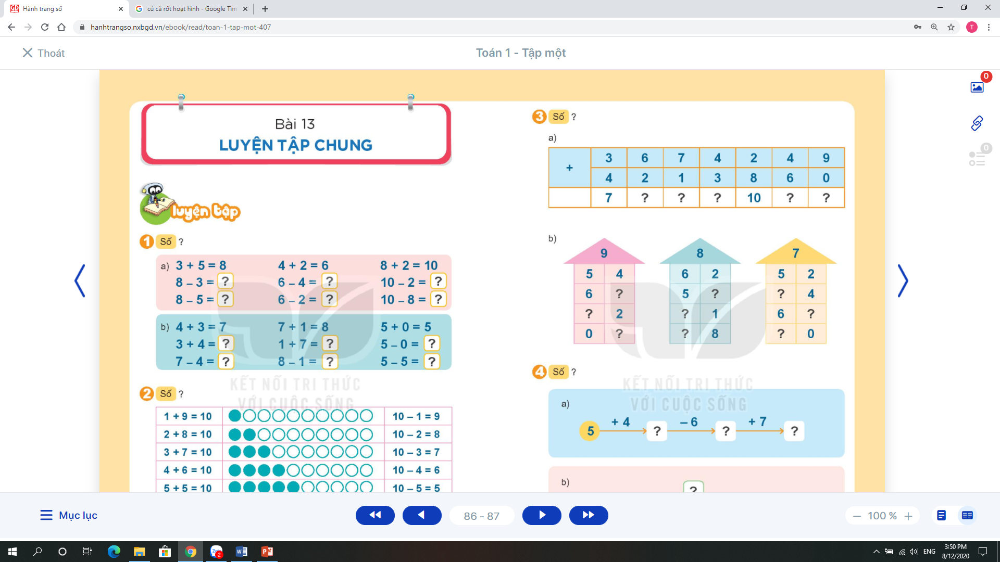 Hành trang số
củ cà rốt hoạt hình - Google Tìm
hanhtrangso.nxbgd.vn/ebook/read/toan-1-tap-mot-407
T
Thoát
Toán 1 - Tập một
0
0
Bài 13
LUYỆN TẬP CHUNG
luyện tập
1 Số ?
a) 3 + 5 = 8 4 + 2 = 6 8 + 2 = 10
8 – 3 = ? 6 – 4 = ? 10 – 2 = ?
8 – 5 = ? 6 – 2 = ? 10 – 8 = ?
b) 4 + 3 = 7 7 + 1 = 8 5 + 0 = 5
3 + 4 = ? 1 + 7 = ? 5 – 0 = ?
7 – 4 = ? 8 – 1 = ? 5 – 5 = ?
KẾT NỐI TRI THỨC
VỚI CUỘC SỐNG
2 Số ?
1 + 9 = 10 10 – 1 = 9
2 + 8 = 10 10 – 2 = 8
3 + 7 = 10 10 – 3 = 7
4 + 6 = 10 10 – 4 = 6
5 + 5 = 10 10 – 5 = 5
3 Số ?
a)
+ 3 6 7 4 2 4 9
4 2 1 3 8 6 0
7 ? ? ? 10 ? ?
b)
9 8 7
5 4 6 2 5 2
6 ? 5 ? ? 4
? 2 ? 1 6 ?
0 ? ? 8 ? 0
4 Số ?
KẾT NỐI TRI THỨC
VỚI CUỘC SỐNG
a)
+ 4 – 6 + 7
5 ? ? ?
b)
?
Mục lục
86 - 87
100 %
Zalo
2
ENG
3:50 PM
8/12/2020